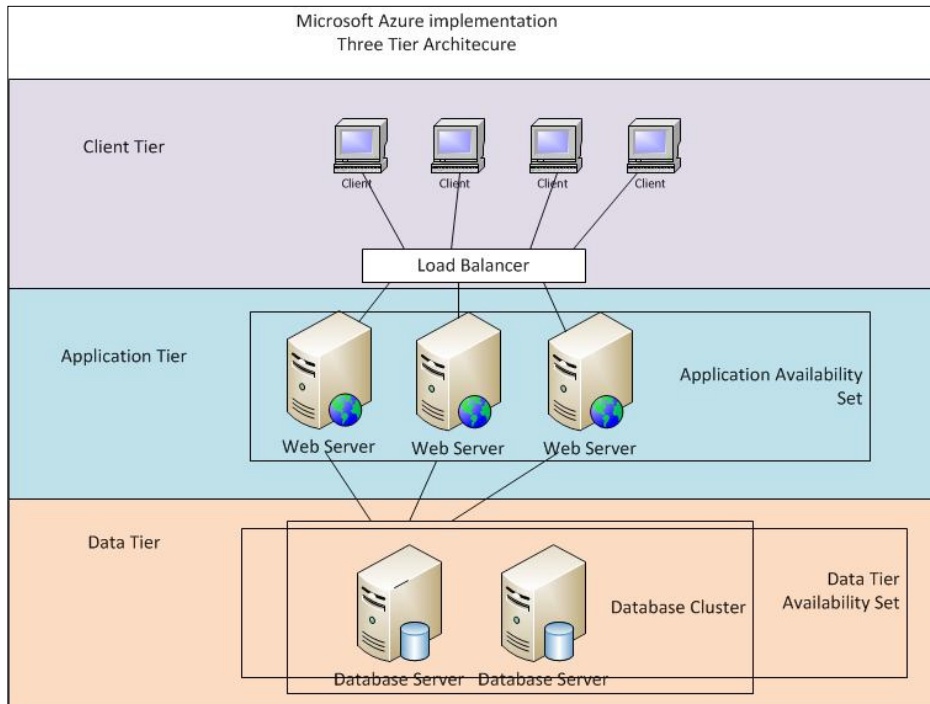 Microsoft Azure implementation
Three Tier Architecure
Client Tier
Client
Client
Client
Client
Load Balancer
Application Tier
Application Availability
Set
Web Server
Web Server
Web Server
Data Tier
Data Tier
Availability Set
Database Cluster
Database Server
Database Server